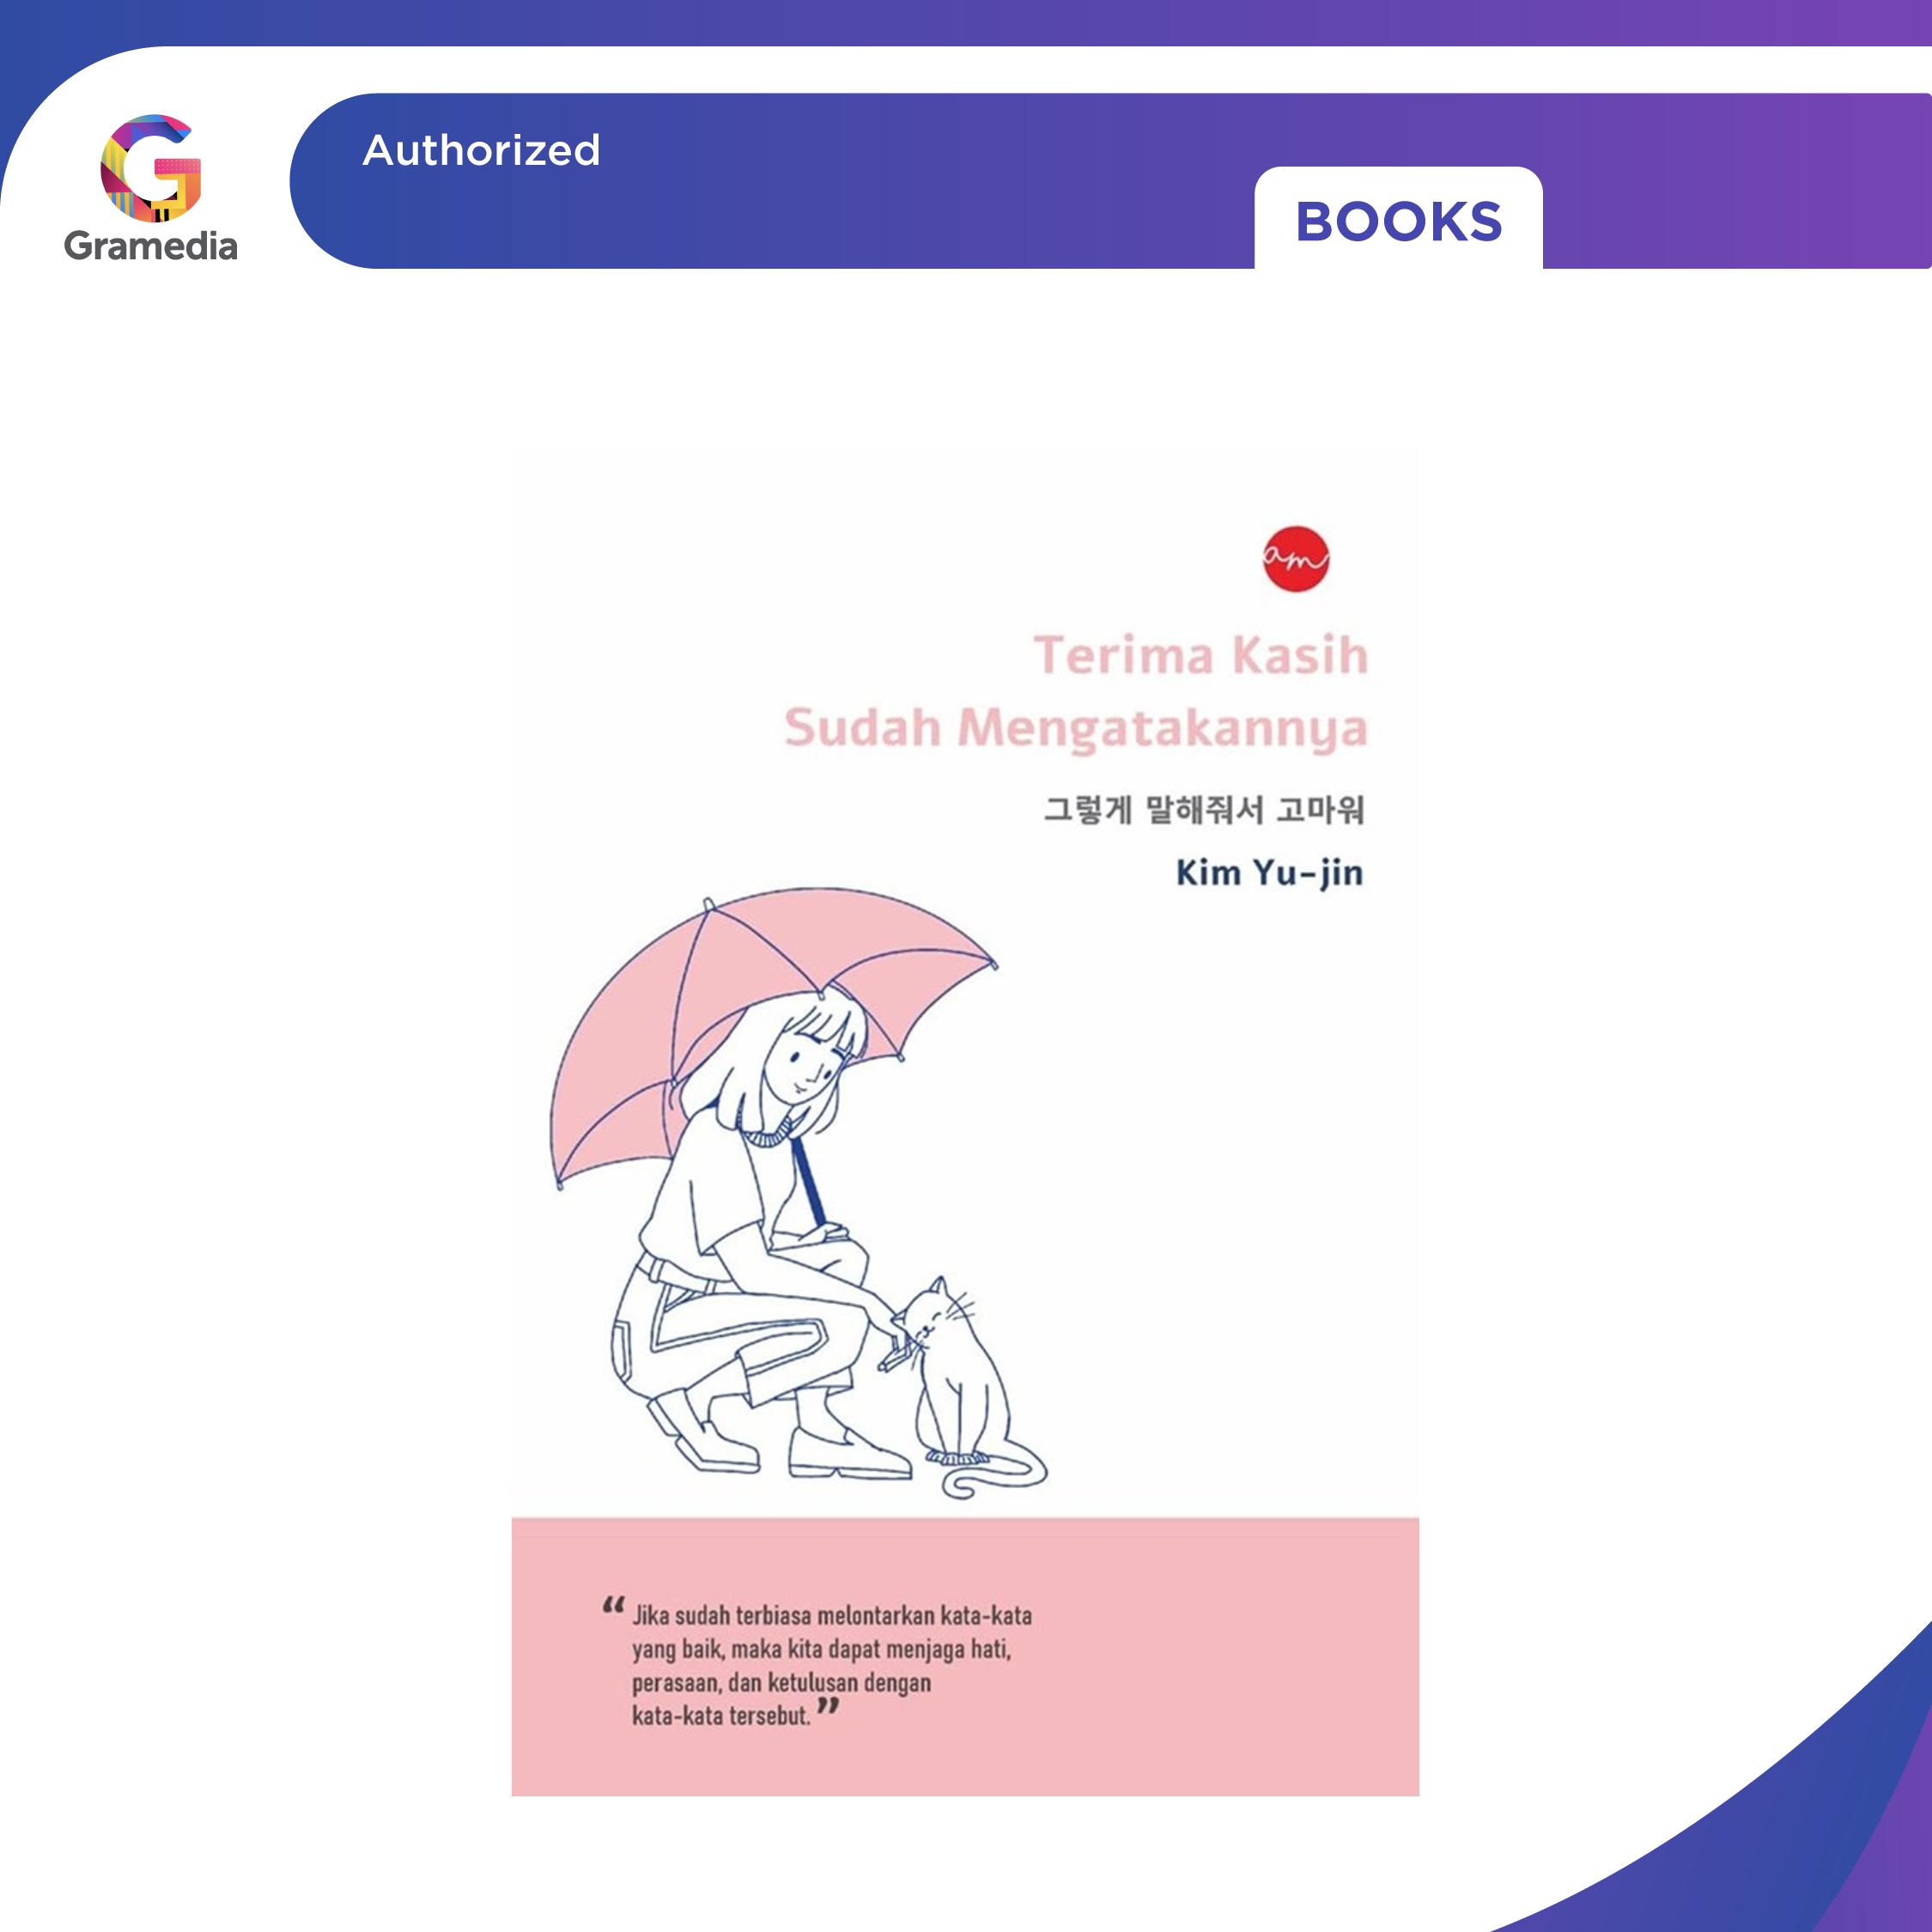 Gramedia
Authorized
BOOKS
am
Terima Kasih
Sudah Mengatakannya
그렇게 말해줘서 고마워
Kim Yu-jin
“ Jika sudah terbiasa melontarkan kata-kata
yang baik, maka kita dapat menjaga hati,
perasaan, dan ketulusan dengan
kata-kata tersebut. ”